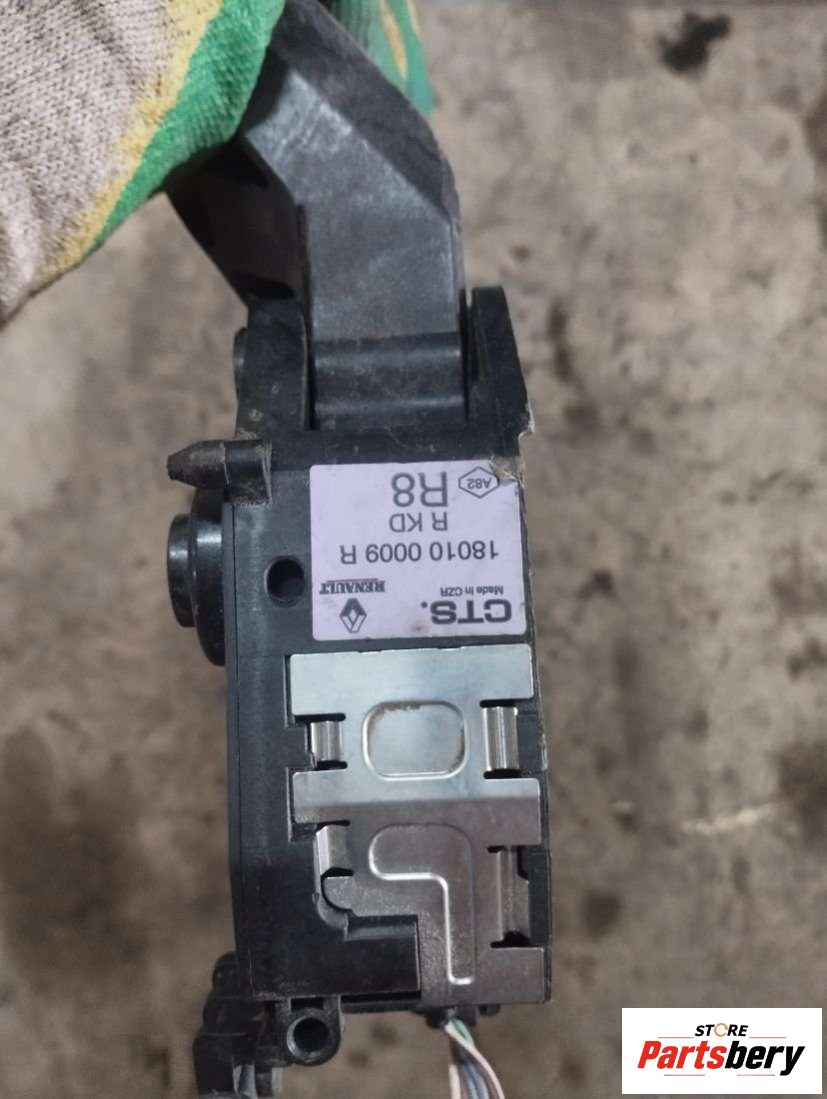 CTS.
Made in CZR
RENAULT
18010 0009 R
R KD
R8
A82
STORE
Partsbery